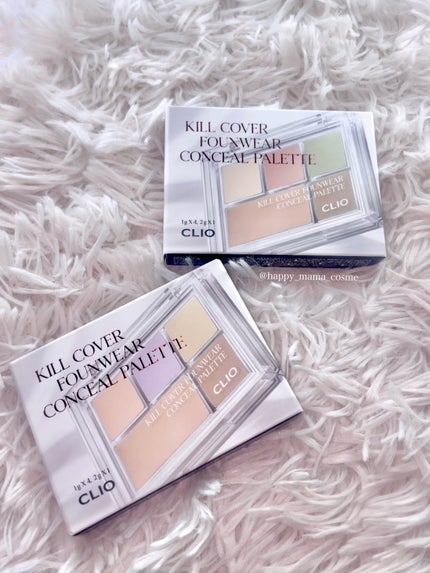 KILL COVER
FOUNWEAR
CONCEAL PALETTE
KILL COVER FOUNWEAR
CONCEAL PALETTE
CLIO
1g X 4, 2g X 1
CLIO
@happy_mama_cosme
KILL COVER
FOUNWEAR
CONCEAL PALETTE
KILL COVER FOUNWEAR
CONCEAL PALETTE
CLIO
1g X 4, 2g X 1
CLIO